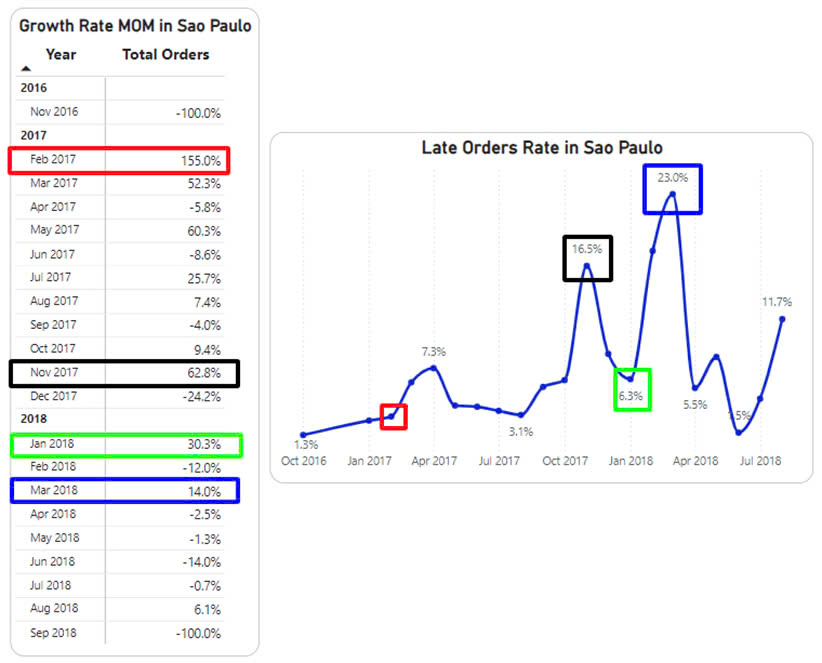 Growth Rate MOM in Sao Paulo
Year Total Orders
2016
Nov 2016 -100.0%
2017
Feb 2017 155.0%
Mar 2017 52.3%
Apr 2017 -5.8%
May 2017 60.3%
Jun 2017 -8.6%
Jul 2017 25.7%
Aug 2017 7.4%
Sep 2017 -4.0%
Oct 2017 9.4%
Nov 2017 62.8%
Dec 2017 -24.2%
2018
Jan 2018 30.3%
Feb 2018 -12.0%
Mar 2018 14.0%
Apr 2018 -2.5%
May 2018 -1.3%
Jun 2018 -14.0%
Jul 2018 -0.7%
Aug 2018 6.1%
Sep 2018 -100.0%
Late Orders Rate in Sao Paulo
23.0%
16.5%
11.7%
7.3%
6.3%
5.5%
3.1%
1.3%
Oct 2016 Jan 2017 Apr 2017 Jul 2017 Oct 2017 Jan 2018 Apr 2018 Jul 2018